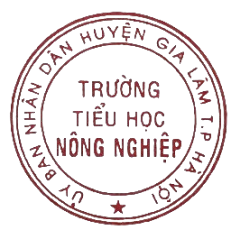 ỦY BAN NHÂN DÂN HUYỆN GIA LÂM T.P HÀ NỘI
TRƯỜNG
TIỂU HỌC
NÔNG NGHIỆP